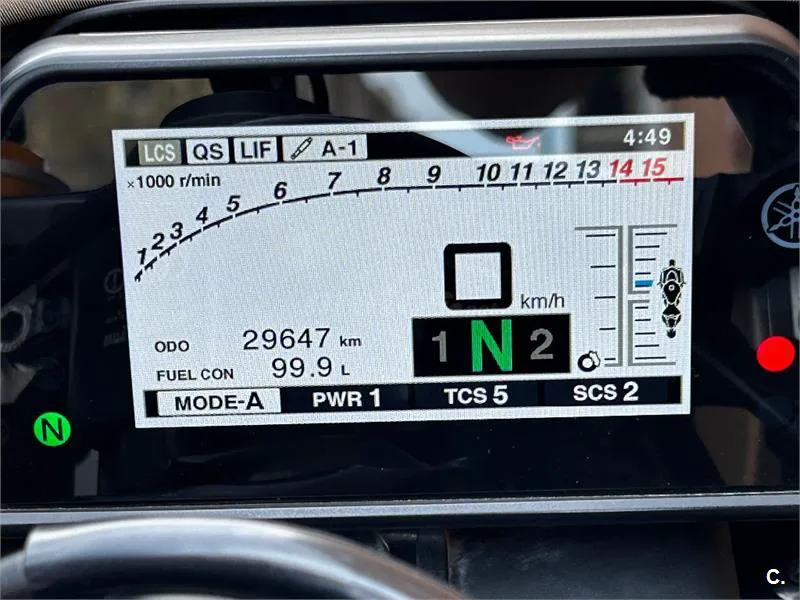 LCS QS LIF A-1 4:49
×1000 r/min
1 2 3 4 5 6 7 8 9 10 11 12 13 14 15
0 km/h
ODO 29647 km
1 N 2
FUEL CON 99.9 L
MODE-A PWR 1 TCS 5 SCS 2
N
C.